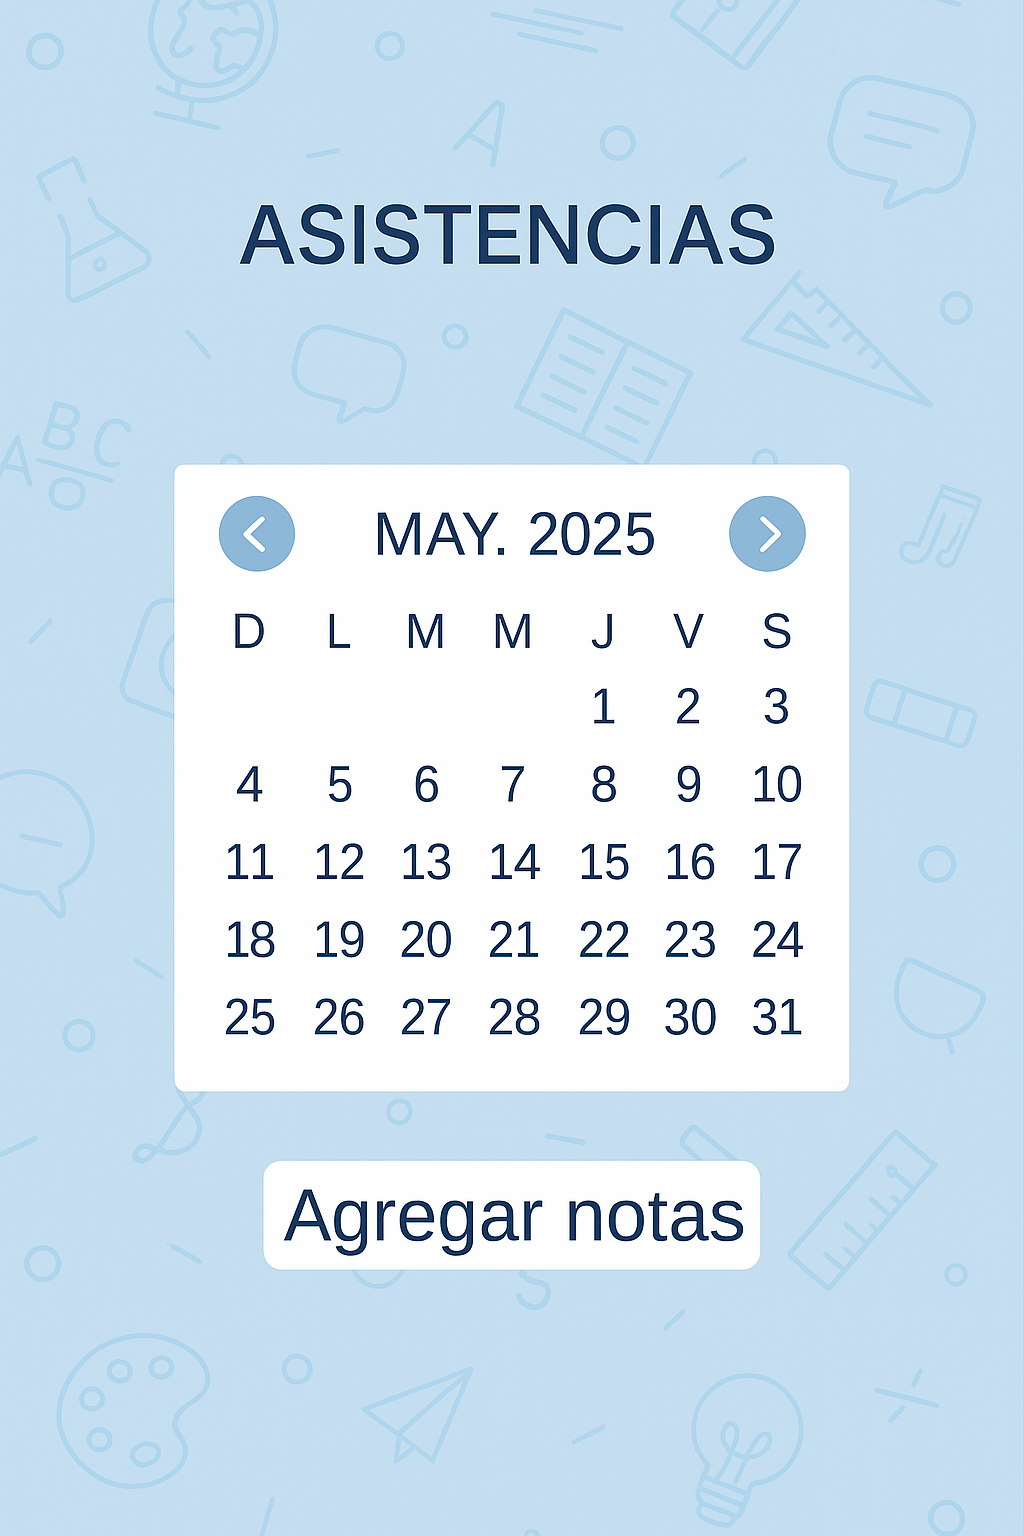 A
ASISTENCIAS
A B C
MAY. 2025
D L M M J V S
1 2 3
4 5 6 7 8 9 10
11 12 13 14 15 16 17
18 19 20 21 22 23 24
25 26 27 28 29 30 31
Agregar notas
S